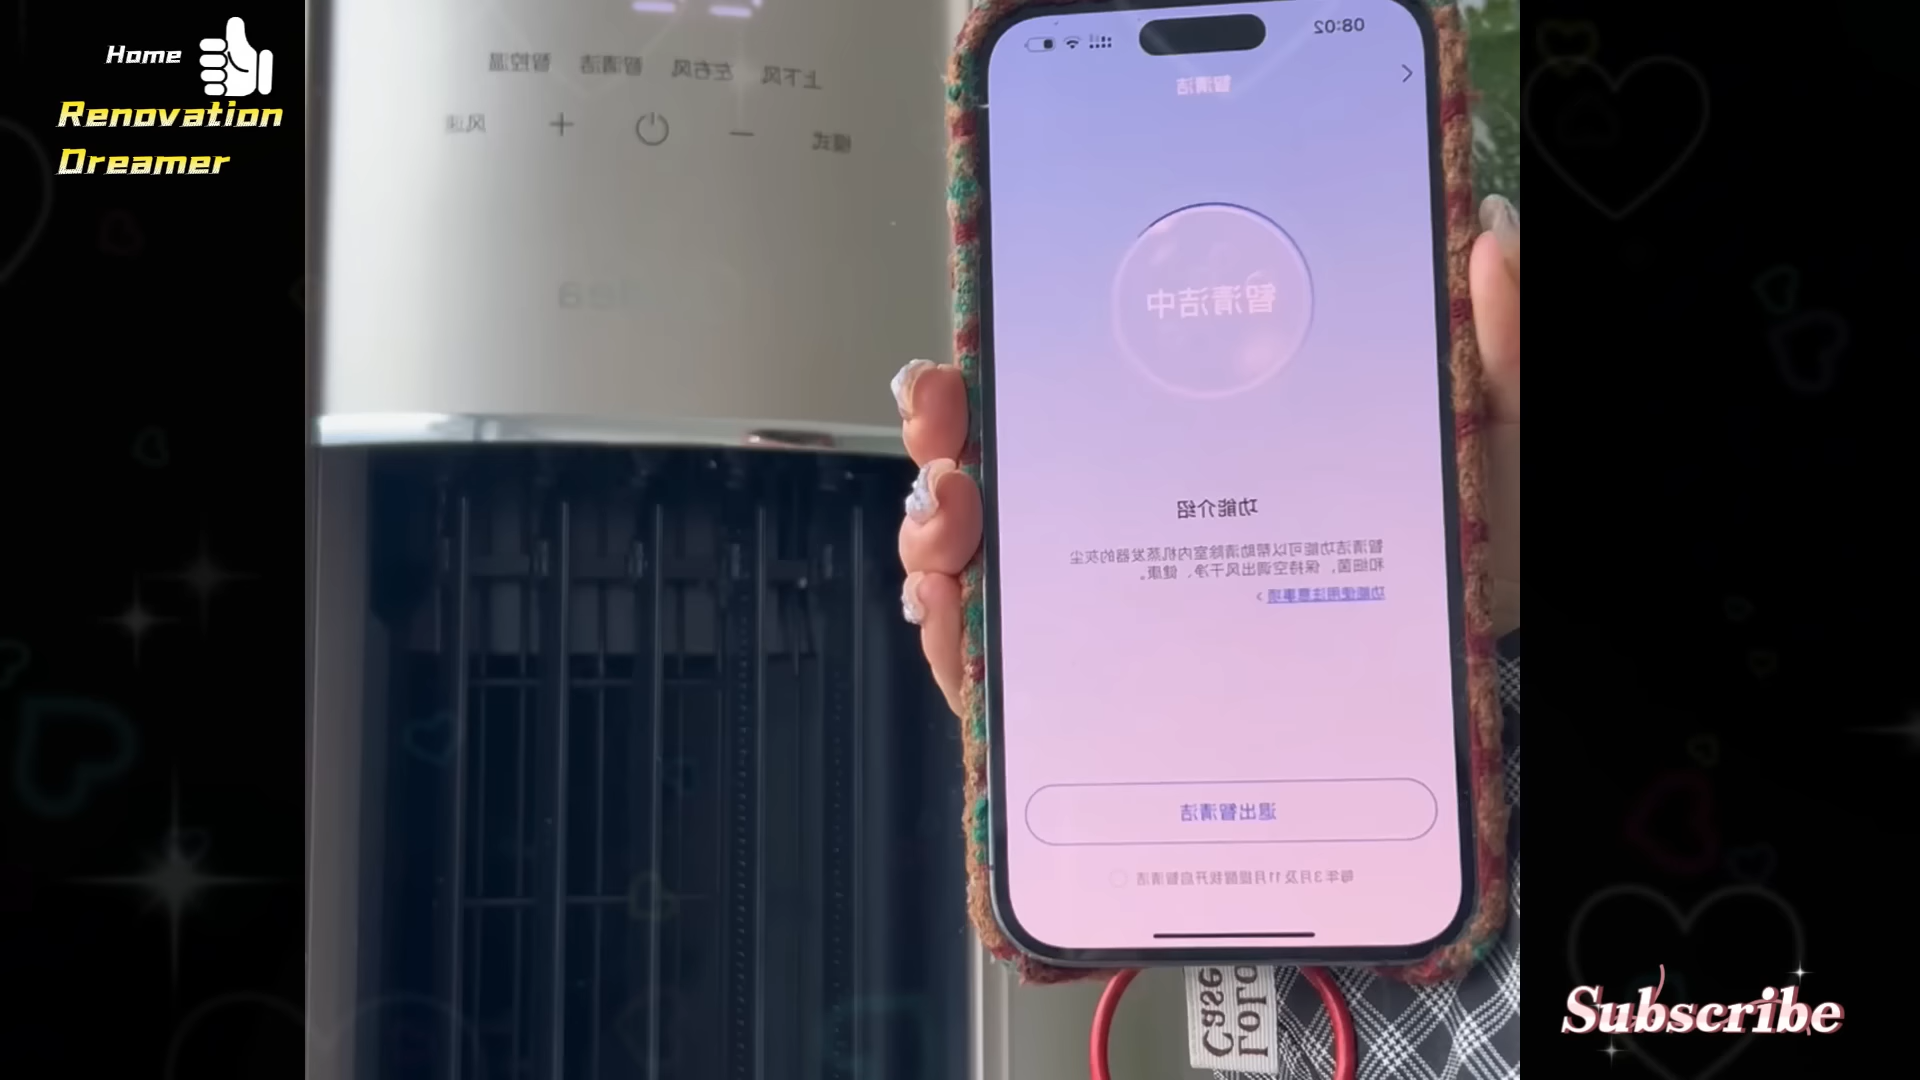 Home
Renovation
Dreamer
上下风 左右风 智清洁 智控温
模式 风速
08:02
智清洁
智清洁中
功能介绍
智清洁功能可以帮助清除室内机蒸发器的灰尘
和细菌，保持空调出风干净、健康。
功能使用注意事项
退出智清洁
每年3月及11月提醒我开启智清洁
Case
Subscribe